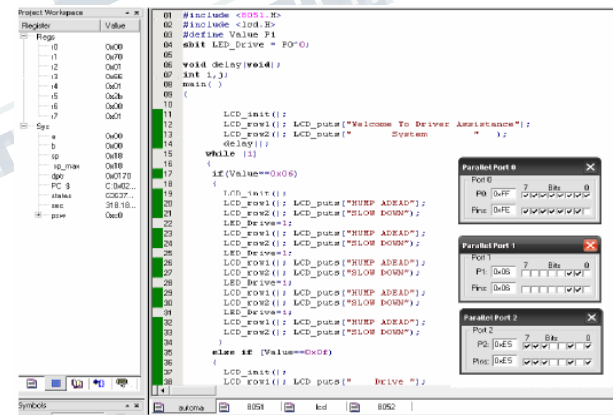 Project Workspace
Register Value
Regs
r0 0x00
r1 0x70
r2 0x01
r3 0x66
r4 0x01
r5 0x2b
r6 0x00
r7 0x01
Sys
a 0x00
b 0x00
sp 0x18
sp_max 0x18
dptr 0x0170
PC $ C:0x02...
states
sec 318.18...
psw 0xc0
Symbols
01 #include <8051.H>
02 #include <lcd.H>
03 #define Value P1
04 sbit LED_Drive = P0^0;
05
06 void delay(void);
07 int i,j;
08 main( )
09 {
10
11 LCD_init();
12 LCD_row1(); LCD_puts("Welcome To Driver Assistance");
13 LCD_row2(); LCD_puts(" System " );
14 delay();
15 while (1)
16 {
17 if(Value==0x06)
18 {
19 LCD_init();
20 LCD_row1(); LCD_puts("HUMP ADEAD");
21 LCD_row2(); LCD_puts("SLOW DOWN");
22 LED_Drive=1;
23 LCD_row1(); LCD_puts("HUMP ADEAD");
24 LCD_row2(); LCD_puts("SLOW DOWN");
25 LED_Drive=1;
26 LCD_row1(); LCD_puts("HUMP ADEAD");
27 LCD_row2(); LCD_puts("SLOW DOWN");
28 LED_Drive=1;
29 LCD_row1(); LCD_puts("HUMP ADEAD");
30 LCD_row2(); LCD_puts("SLOW DOWN");
31 LED_Drive=1;
32 LCD_row1(); LCD_puts("HUMP ADEAD");
33 LCD_row2(); LCD_puts("SLOW DOWN");
34 }
35 else if (Value==0x0f)
36 {
37 LCD_init();
38 LCD_row1(); LCD_puts(" Drive ");
automa 8051 lcd 8052
Parallel Port 0
Port 0
7 Bits 0
P0: 0xFF
Pins: 0xFE
Parallel Port 1
Port 1
7 Bits 0
P1: 0x06
Pins: 0x06
Parallel Port 2
Port 2
7 Bits 0
P2: 0xE5
Pins: 0xE5